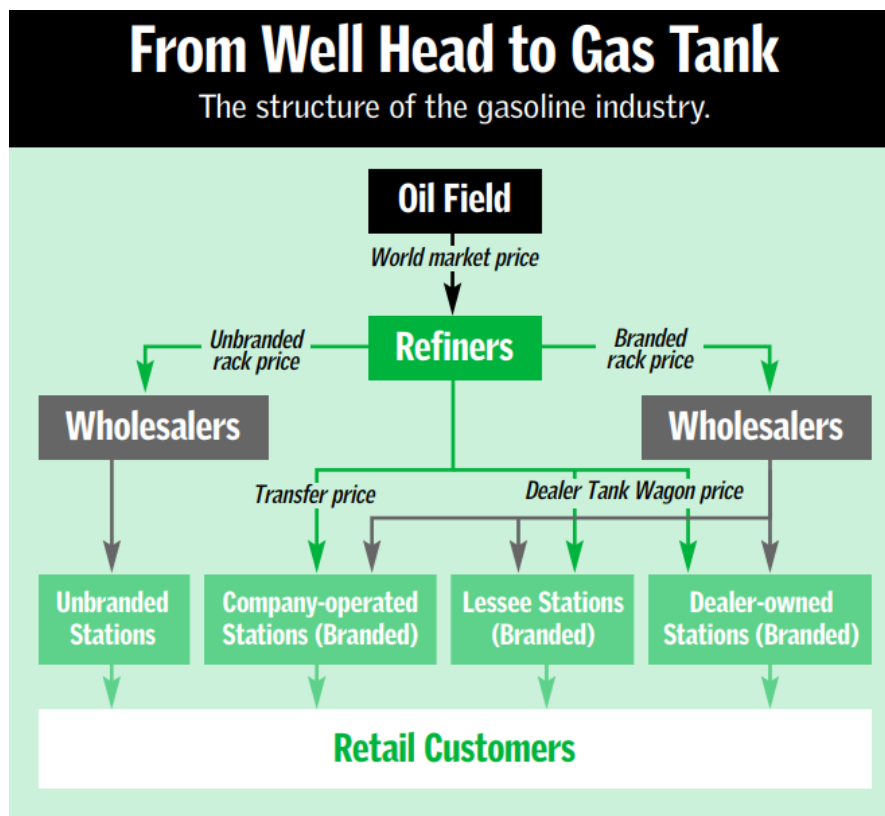 From Well Head to Gas Tank
The structure of the gasoline industry.
Oil Field
World market price
Unbranded
rack price
Refiners
Branded
rack price
Wholesalers
Wholesalers
Transfer price
Dealer Tank Wagon price
Unbranded
Stations
Company-operated
Stations (Branded)
Lessee Stations
(Branded)
Dealer-owned
Stations (Branded)
Retail Customers